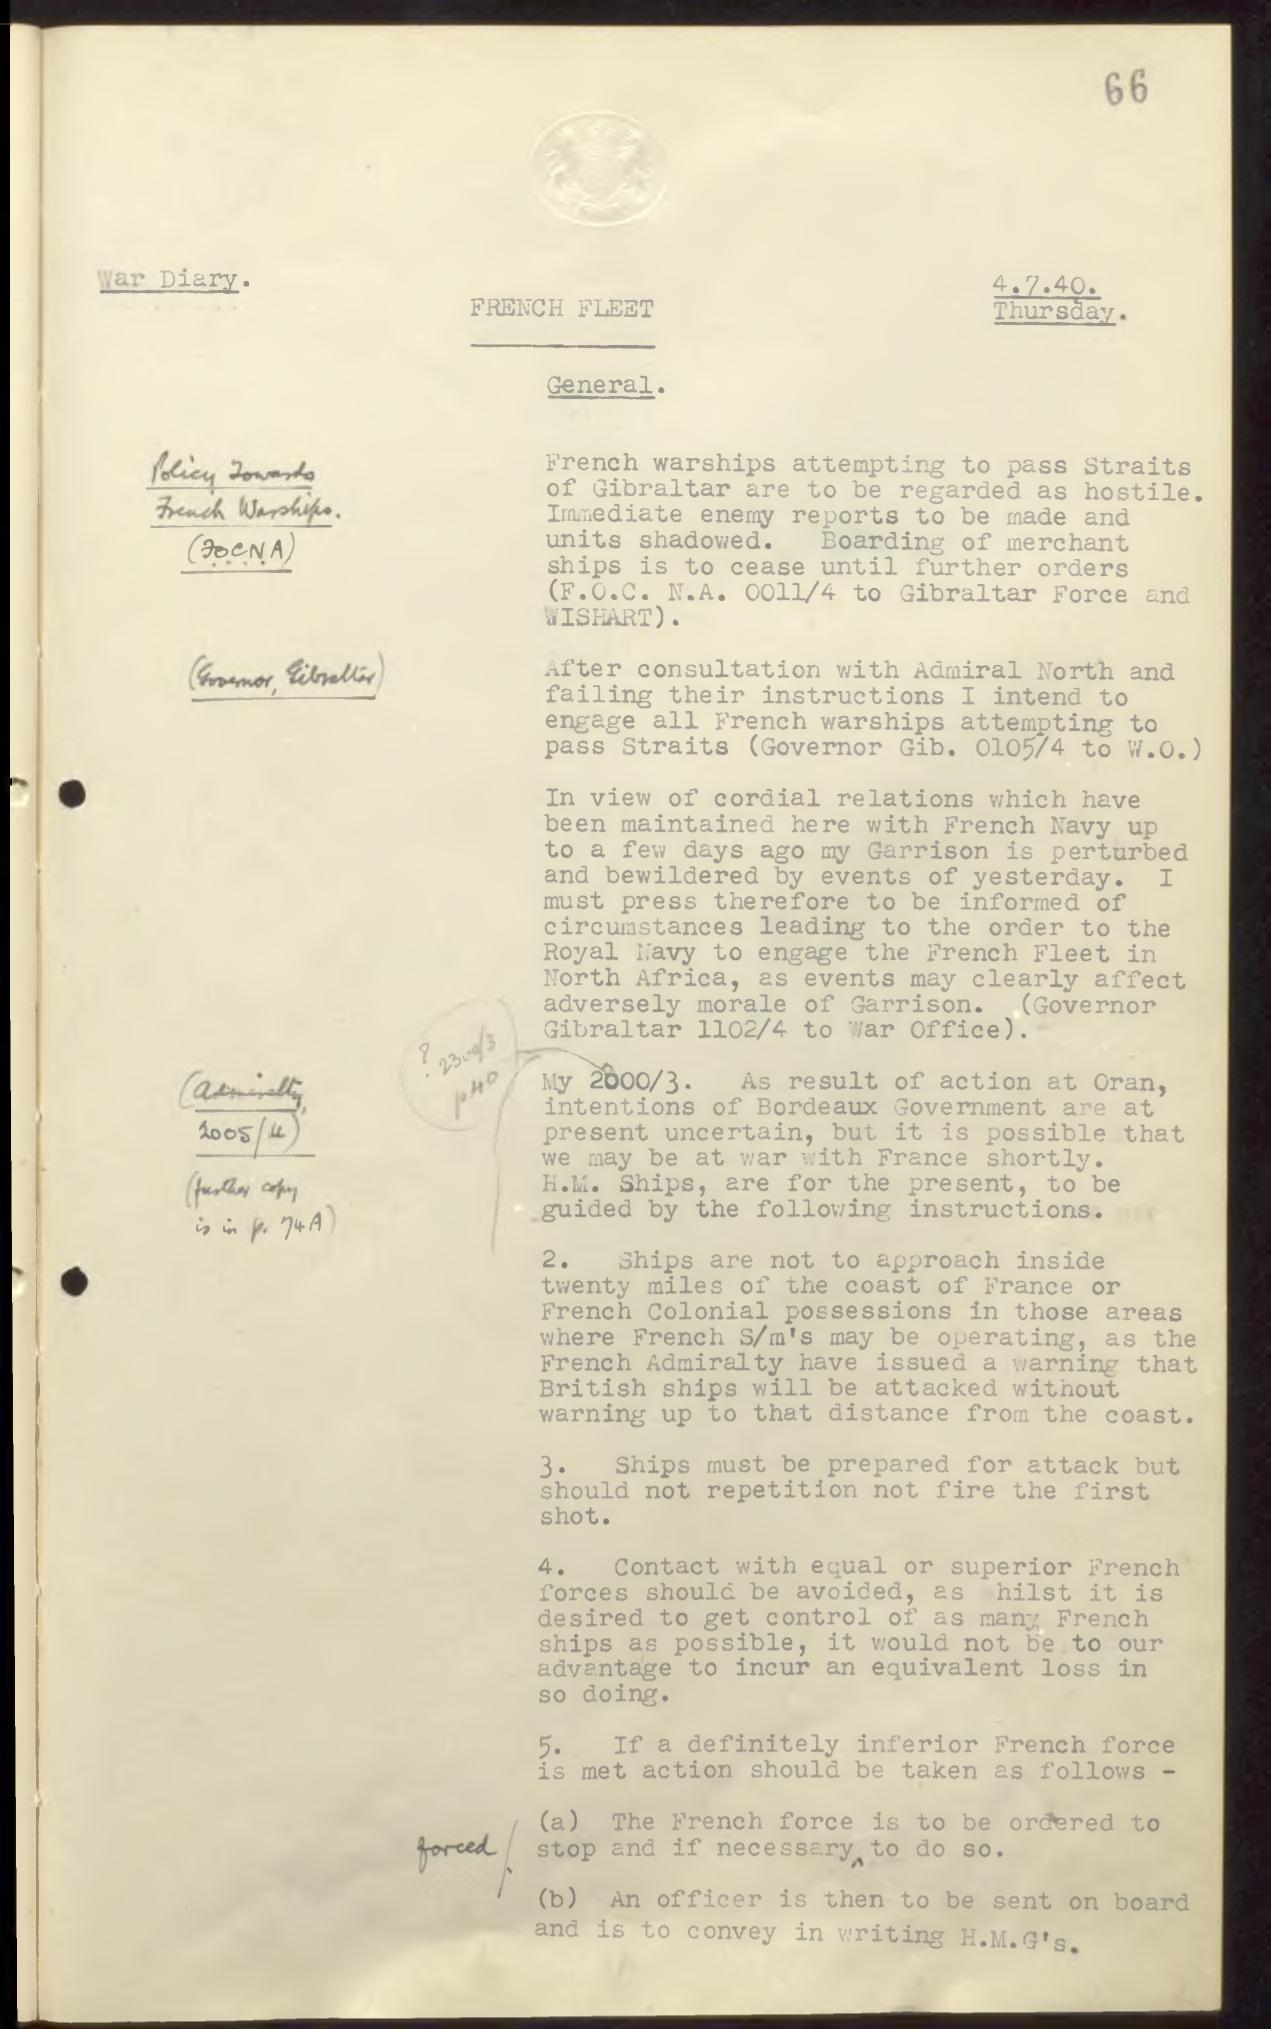 66
War Diary.
4.7.40.
Thursday.
FRENCH FLEET
General.
Policy Towards
French Warships.
(FOCNA)
French warships attempting to pass Straits
of Gibraltar are to be regarded as hostile.
Immediate enemy reports to be made and
units shadowed. Boarding of merchant
ships is to cease until further orders
(F.O.C. N.A. 0011/4 to Gibraltar Force and
WISHART).
(Governor, Gibraltar)
After consultation with Admiral North and
failing their instructions I intend to
engage all French warships attempting to
pass Straits (Governor Gib. 0105/4 to W.O.)
In view of cordial relations which have
been maintained here with French Navy up
to a few days ago my Garrison is perturbed
and bewildered by events of yesterday. I
must press therefore to be informed of
circumstances leading to the order to the
Royal Navy to engage the French Fleet in
North Africa, as events may clearly affect
adversely morale of Garrison. (Governor
Gibraltar 1102/4 to War Office).
? 2300/3
p 40
(Admiralty,
2005/4)
(further copy
is in p. 74A)
My 2000/3. As result of action at Oran,
intentions of Bordeaux Government are at
present uncertain, but it is possible that
we may be at war with France shortly.
H.M. Ships, are for the present, to be
guided by the following instructions.
2. Ships are not to approach inside
twenty miles of the coast of France or
French Colonial possessions in those areas
where French S/m's may be operating, as the
French Admiralty have issued a warning that
British ships will be attacked without
warning up to that distance from the coast.
3. Ships must be prepared for attack but
should not repetition not fire the first
shot.
4. Contact with equal or superior French
forces should be avoided, as hilst it is
desired to get control of as many French
ships as possible, it would not be to our
advantage to incur an equivalent loss in
so doing.
5. If a definitely inferior French force
is met action should be taken as follows -
(a) The French force is to be ordered to
stop and if necessary to do so.
forced /
(b) An officer is then to be sent on board
and is to convey in writing H.M.G's.